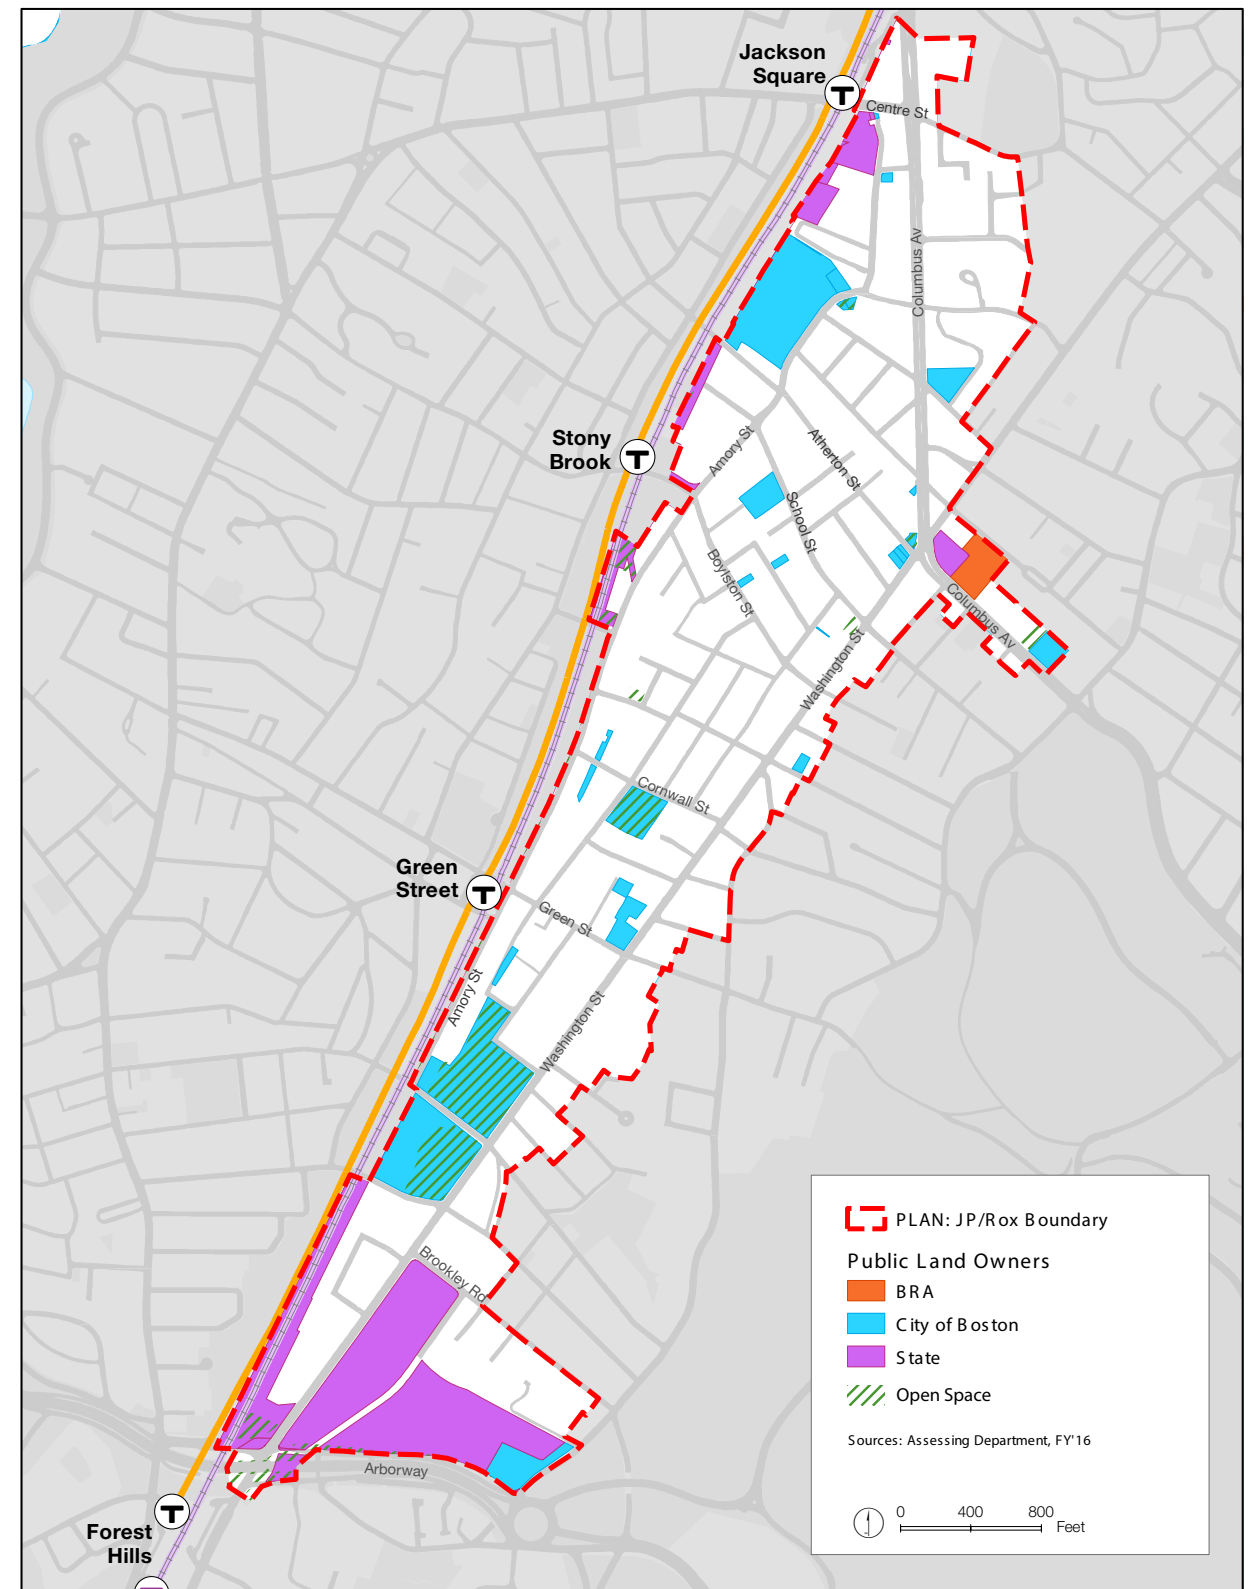 Jackson
Square
T
Centre St
Columbus Av
Stony
Brook
T
Amory St
Atherton St
School St
Boylston St
Columbus Av
Washington St
Cornwall St
Green
Street
T
Green St
Amory St
Washington St
Brookley Rd
Arborway
Forest
Hills
T
PLAN: JP/Rox Boundary
Public Land Owners
BRA
City of Boston
State
Open Space
Sources: Assessing Department, FY'16
0 400 800
Feet